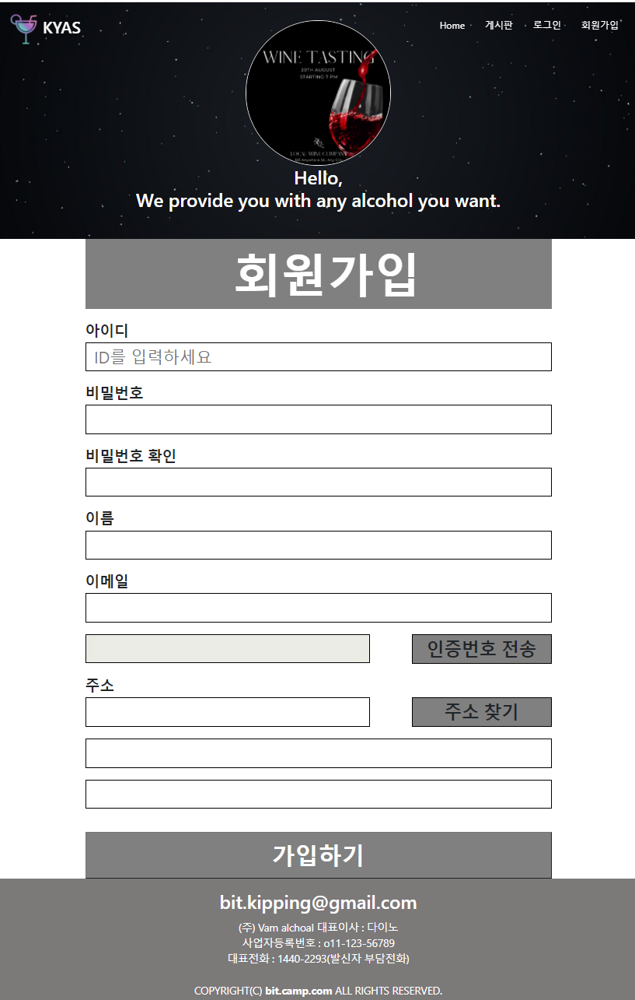 KYAS
Home 게시판 로그인 회원가입
WINE TASTING
20TH AUGUST
STARTING 7 PM
LOCAL WINE COMPANY
123 Anywhere St., Any City
Hello,
We provide you with any alcohol you want.
회원가입
아이디
ID를 입력하세요
비밀번호
비밀번호 확인
이름
이메일
인증번호 전송
주소
주소 찾기
가입하기
bit.kipping@gmail.com
(주) Vam alchoal 대표이사 : 다이노
사업자등록번호 : o11-123-56789
대표전화 : 1440-2293(발신자 부담전화)
COPYRIGHT(C) bit.camp.com ALL RIGHTS RESERVED.